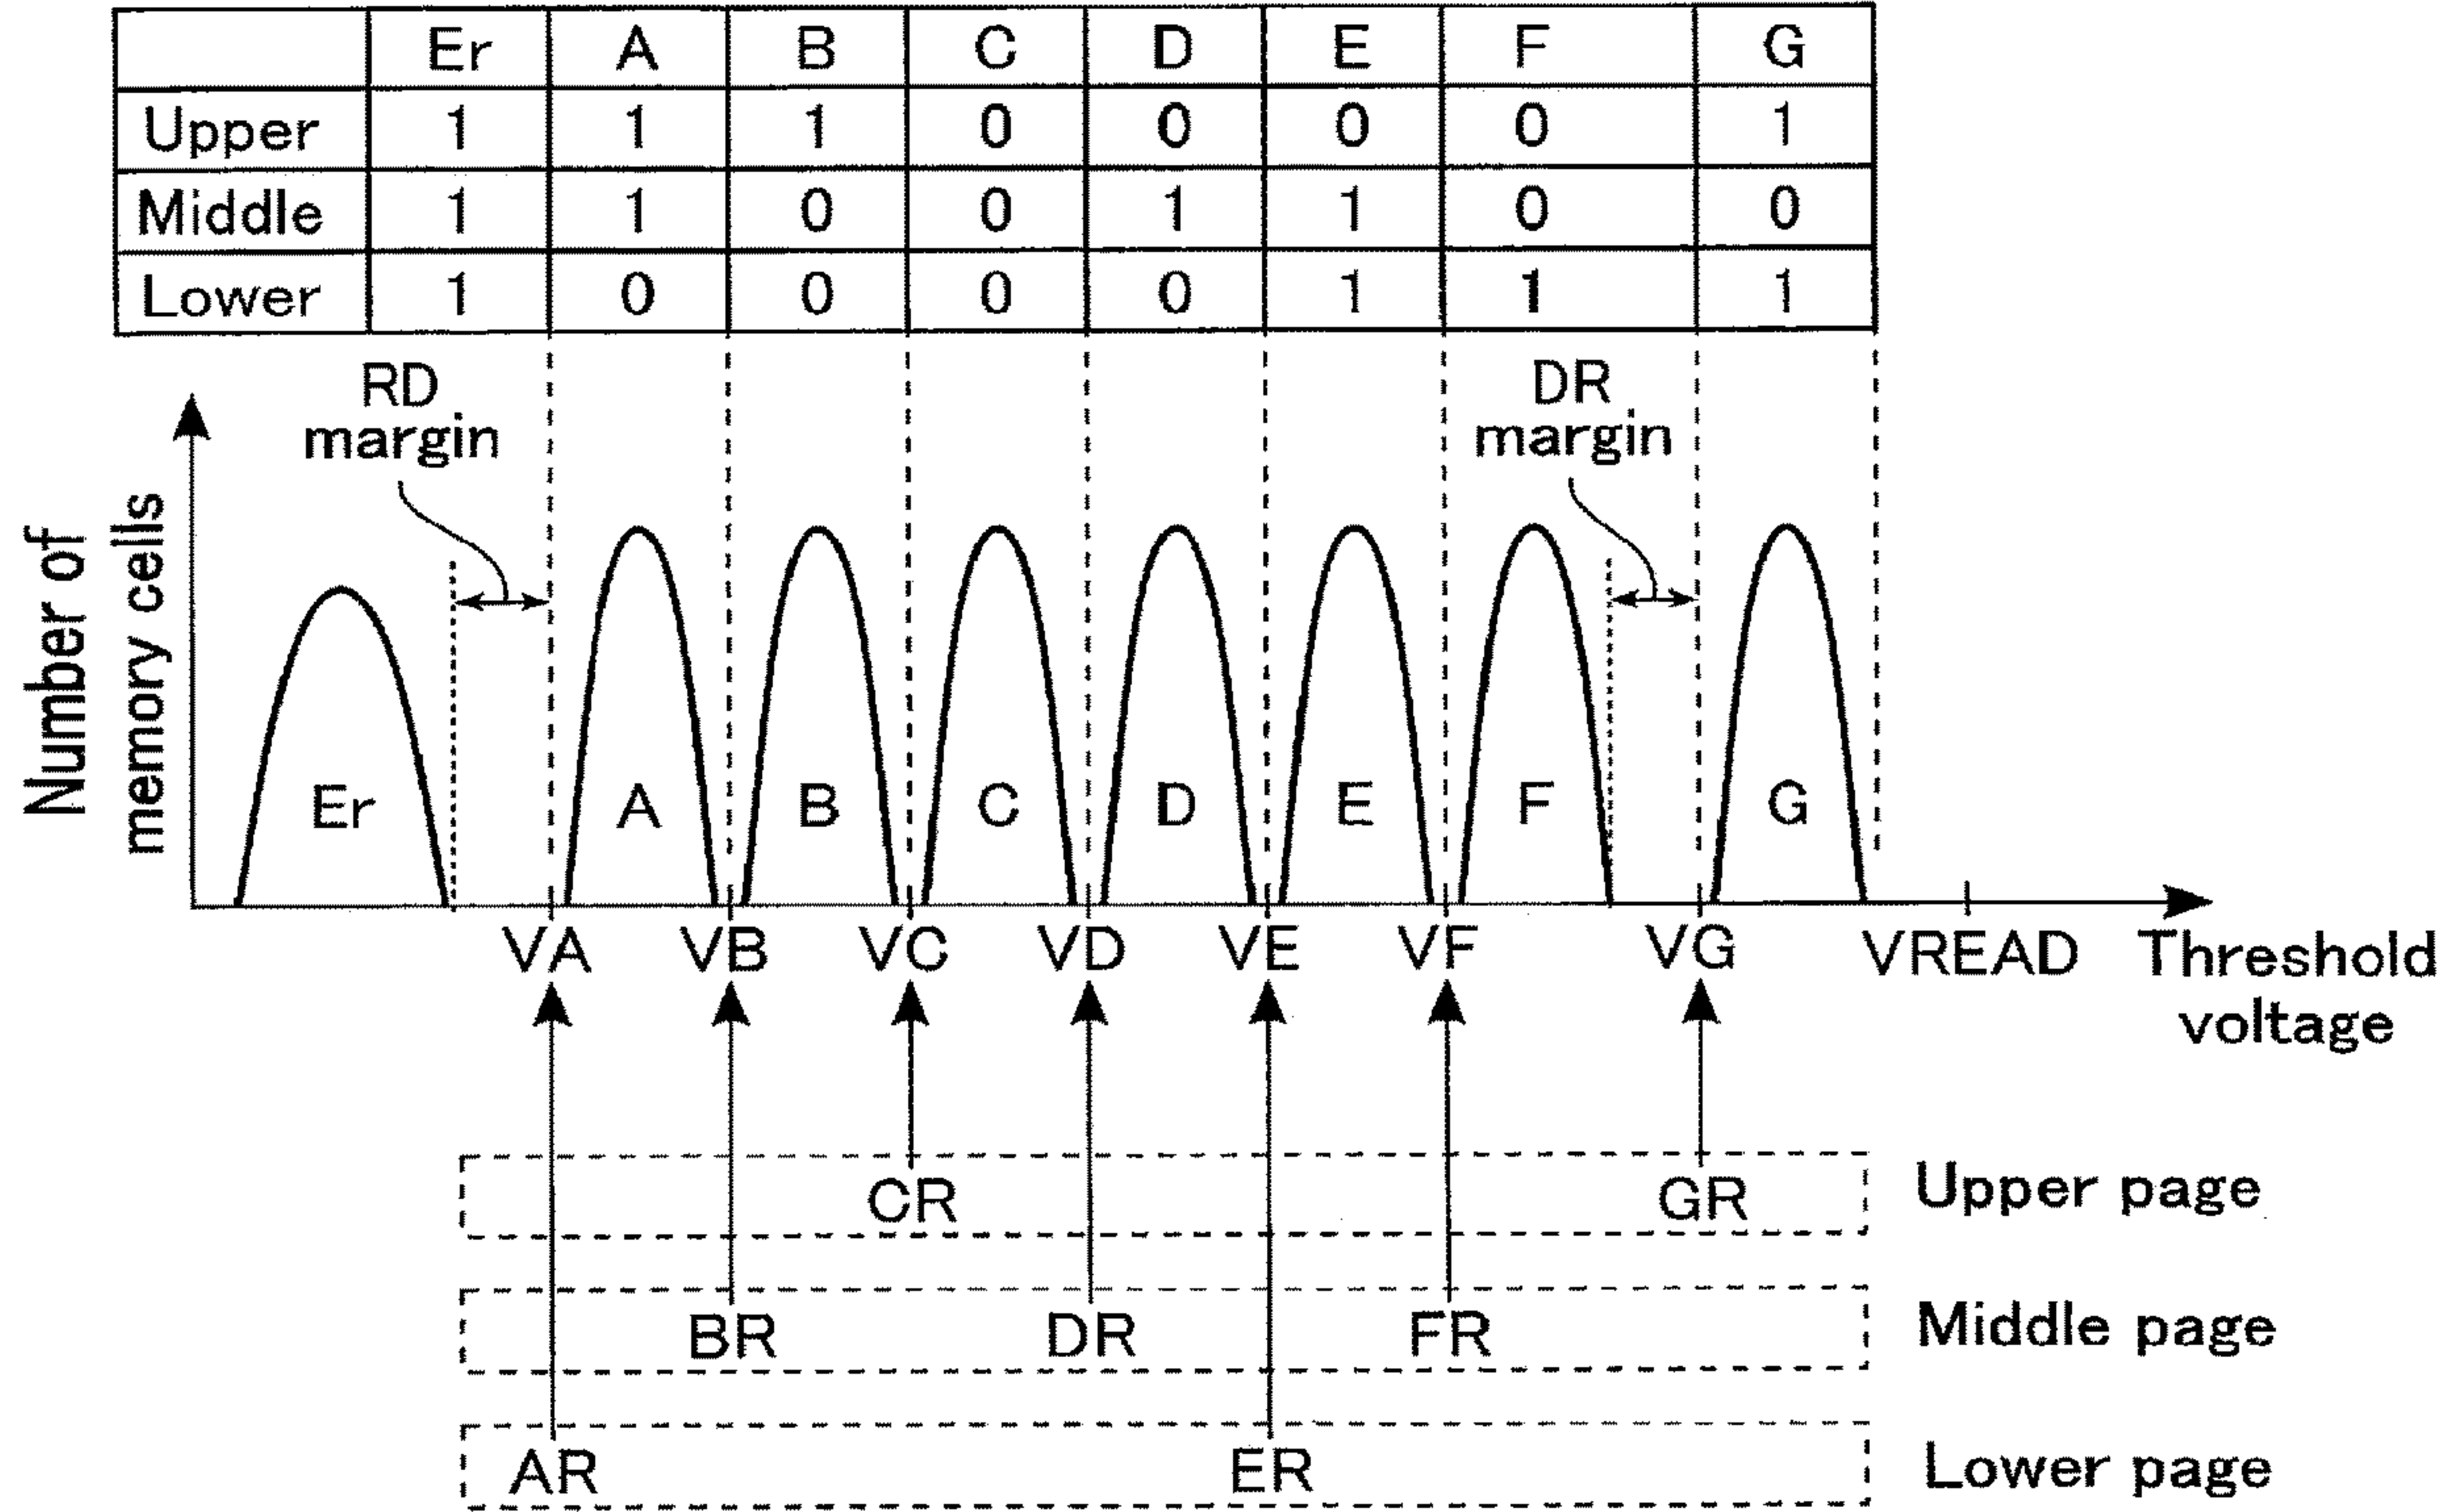 Er A B C D E F G
Upper 1 1 1 0 0 0 0 1
Middle 1 1 0 0 1 1 0 0
Lower 1 0 0 0 0 1 1 1
RD
margin
DR
margin
Number of
memory cells
Er A B C D E F G
VA VB VC VD VE VF VG VREAD Threshold
voltage
CR GR Upper page
BR DR FR Middle page
AR ER Lower page